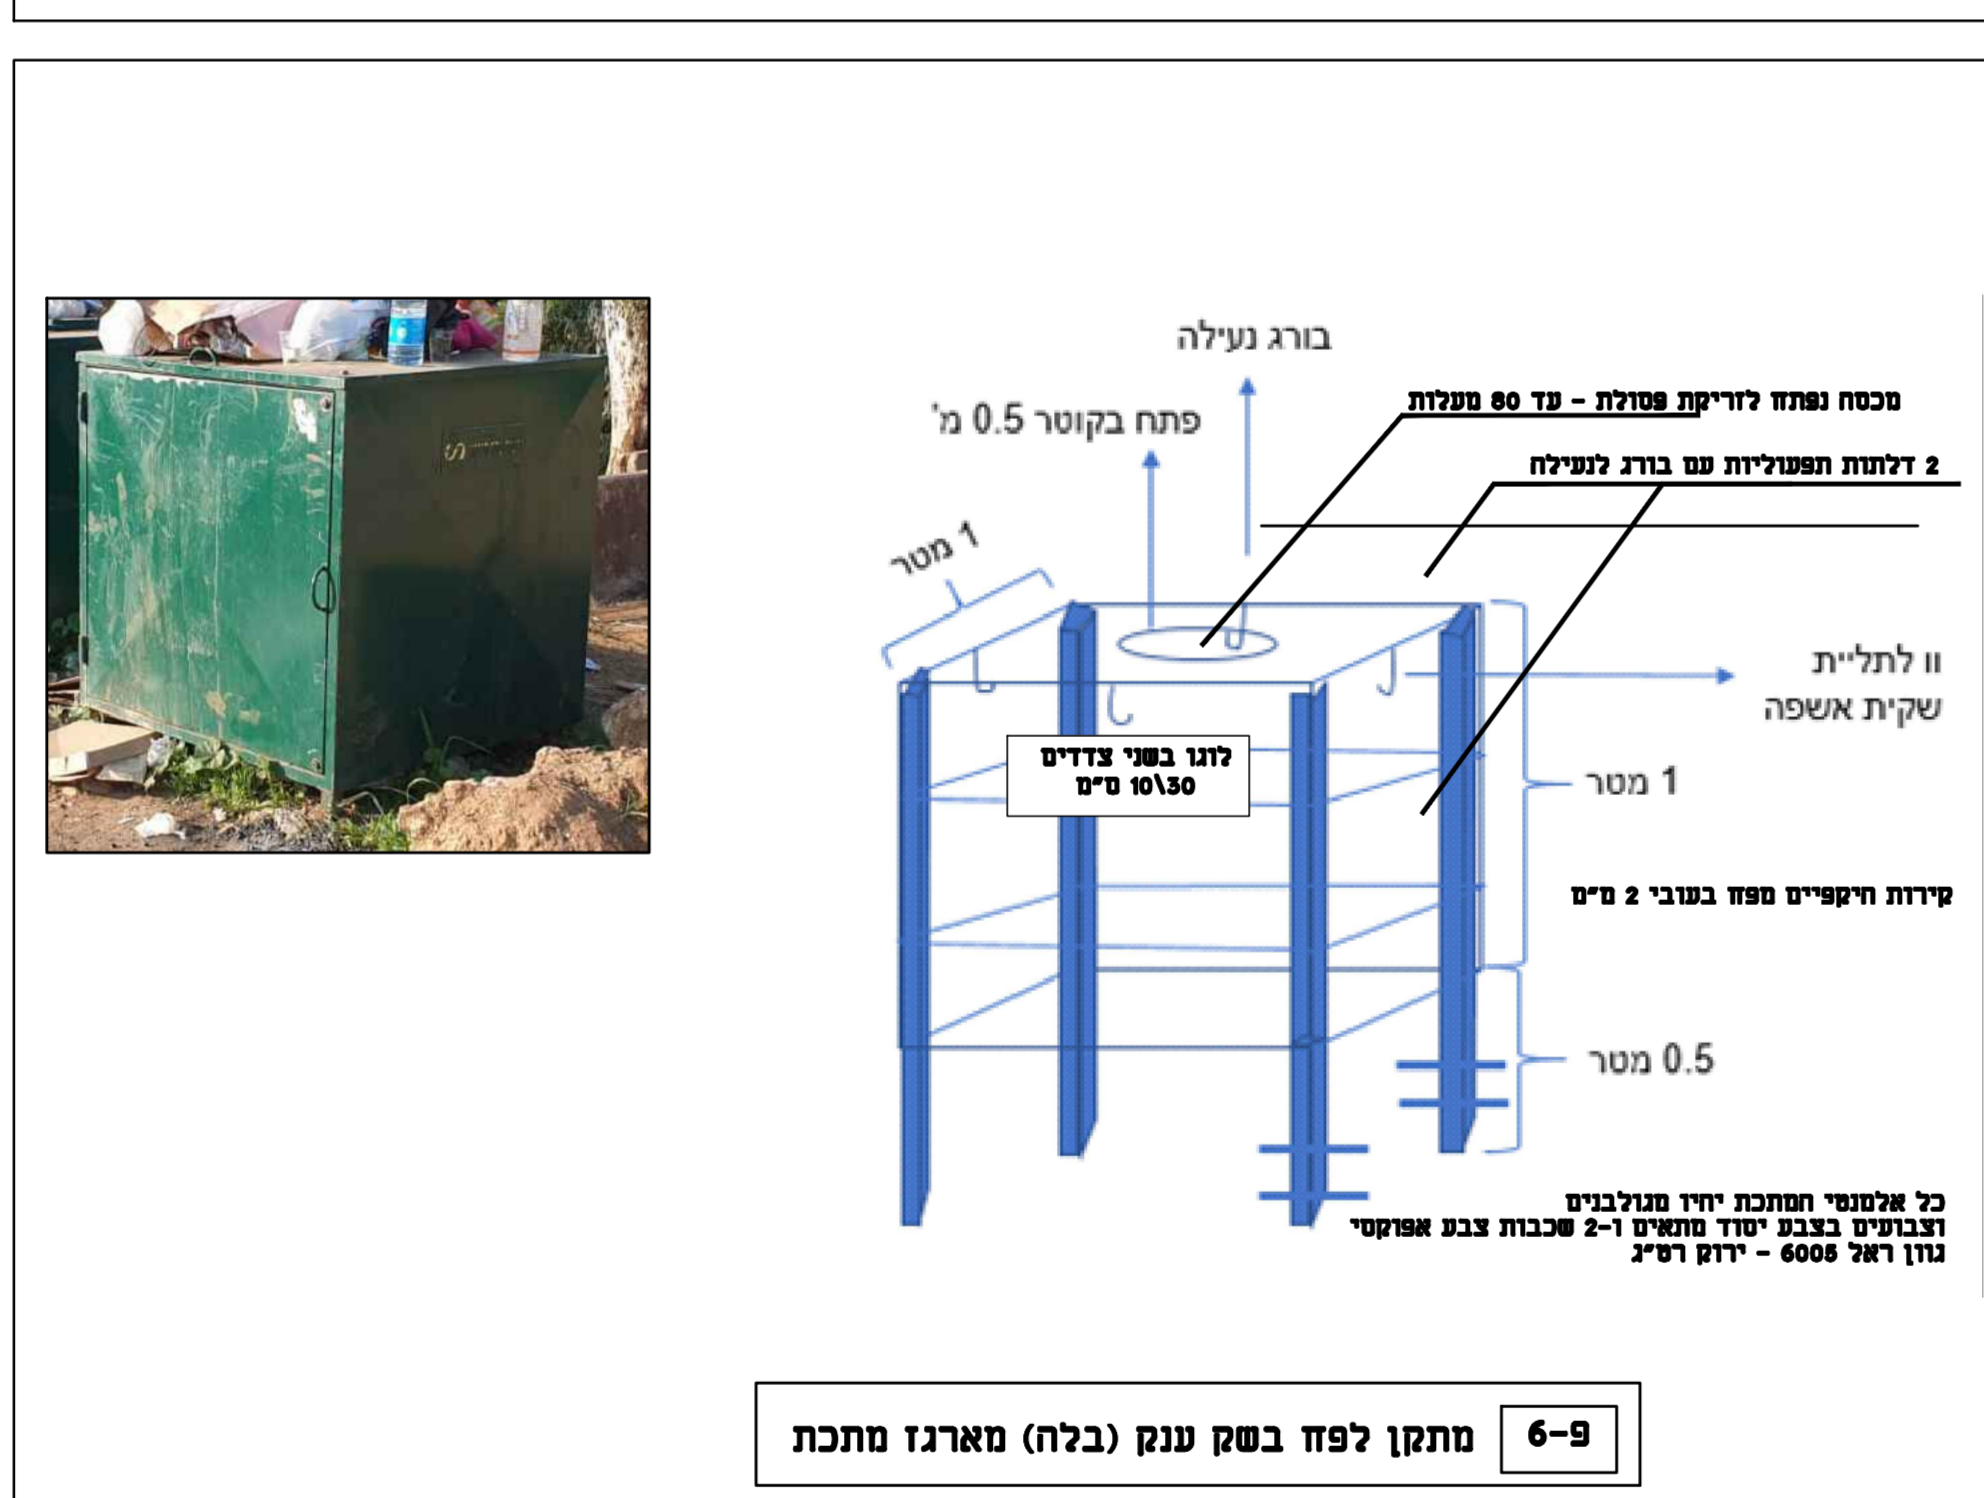 בורג נעילה
מכסה נפתח לזריקת פסולת - עד 80 מעלות
פתח בקוטר 0.5 מ'
2 דלתות תפעוליות עם בורג לנעילה
1 מטר
וו לתליית
שקית אשפה
לוגו בשני צדדים
10\30 ס"מ
1 מטר
קירות היקפיים מפח בעובי 2 מ"מ
0.5 מטר
כל אלמנטי המתכת יהיו מגולבנים
וצבועים בצבע יסוד מתאים ו-2 שכבות צבע אפוקסי
גוון ראל 6005 - ירוק רט"ג
פ-6
מתקן לפח בשק ענק (בלה) מארגז מתכת